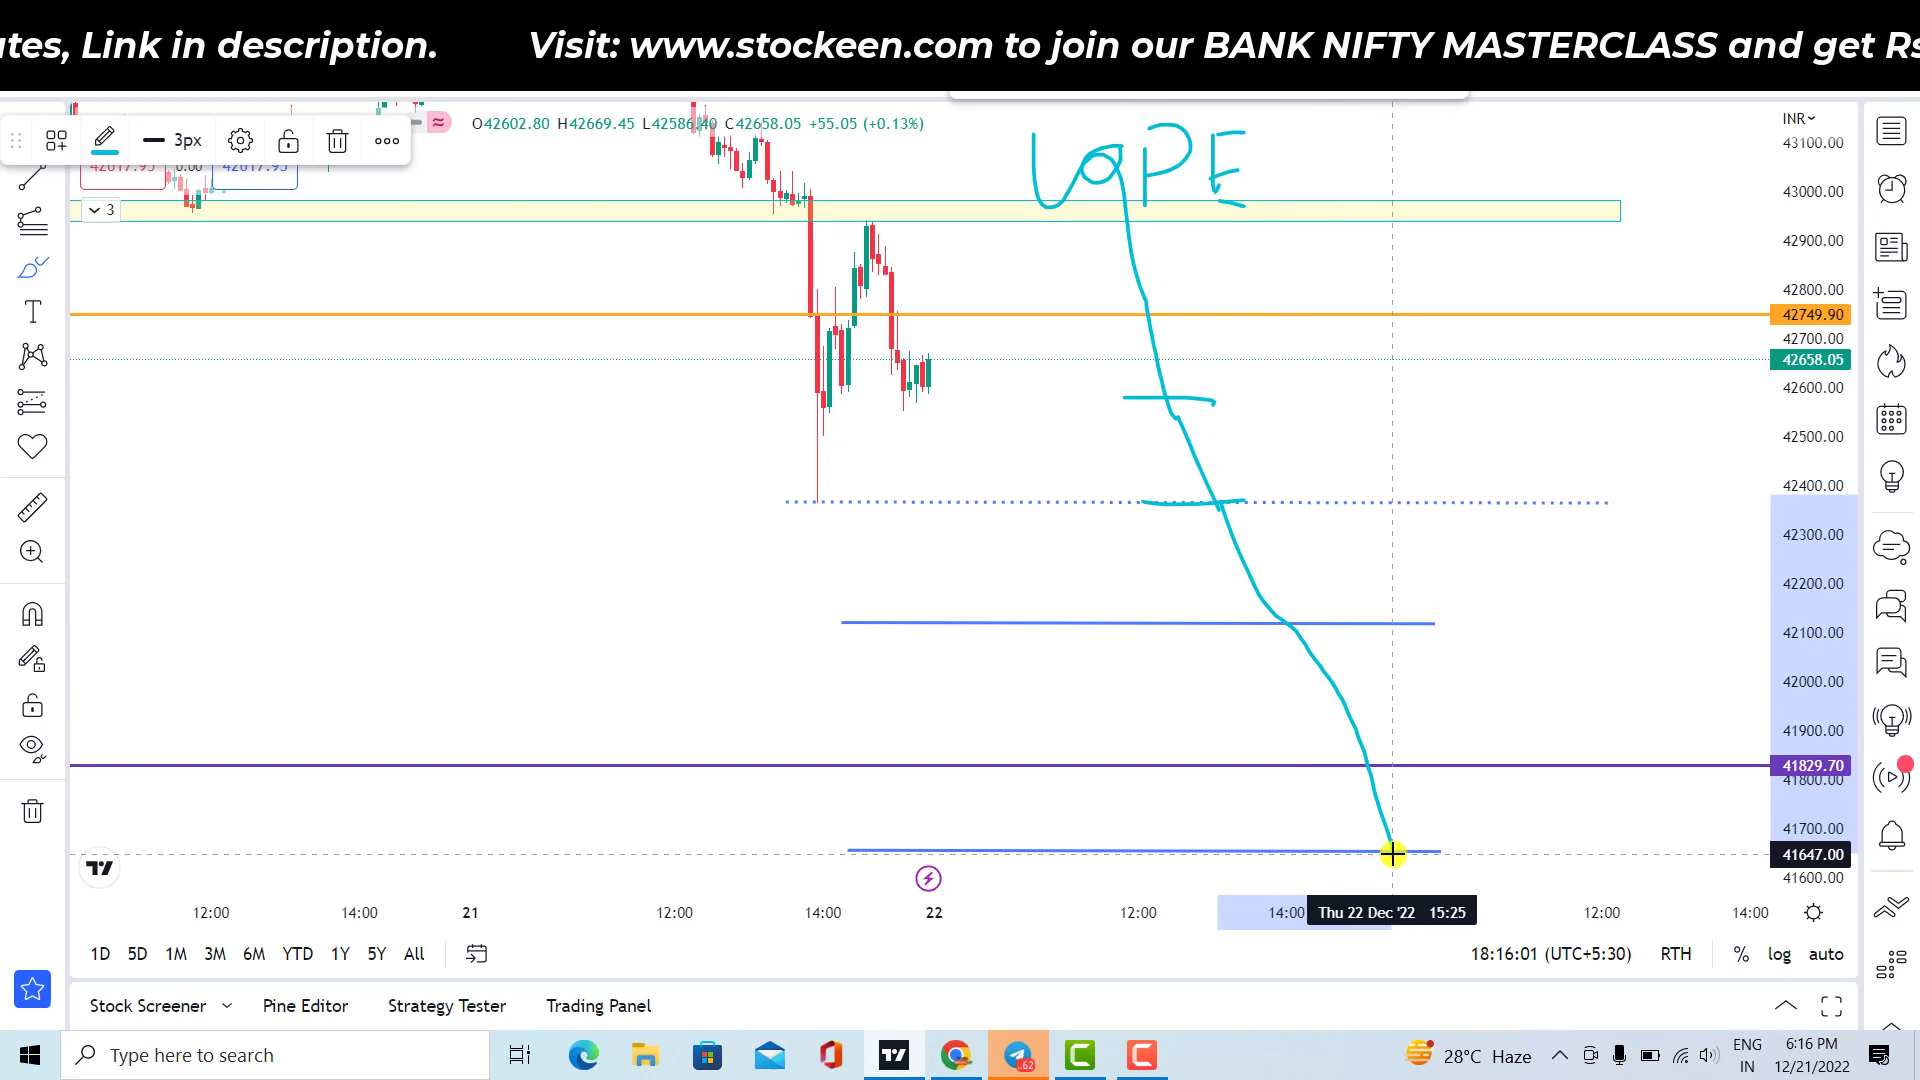 ates, Link in description. Visit: www.stockeen.com to join our BANK NIFTY MASTERCLASS and get Rs
3px
O42602.80 H42669.45 L42586.40 C42658.05 +55.05 (+0.13%)
42617.95 0.00 42617.95
3
LOPE
INR
43100.00
43000.00
42900.00
42800.00
42749.90
42700.00
42658.05
42600.00
42500.00
42400.00
42300.00
42200.00
42100.00
42000.00
41900.00
41829.70
41800.00
41700.00
41647.00
41600.00
12:00 14:00 21 12:00 14:00 22 12:00 14:00 Thu 22 Dec '22 15:25 12:00 14:00
1D 5D 1M 3M 6M YTD 1Y 5Y All 18:16:01 (UTC+5:30) RTH % log auto
Stock Screener Pine Editor Strategy Tester Trading Panel
Type here to search
62
28°C Haze
ENG
IN
6:16 PM
12/21/2022